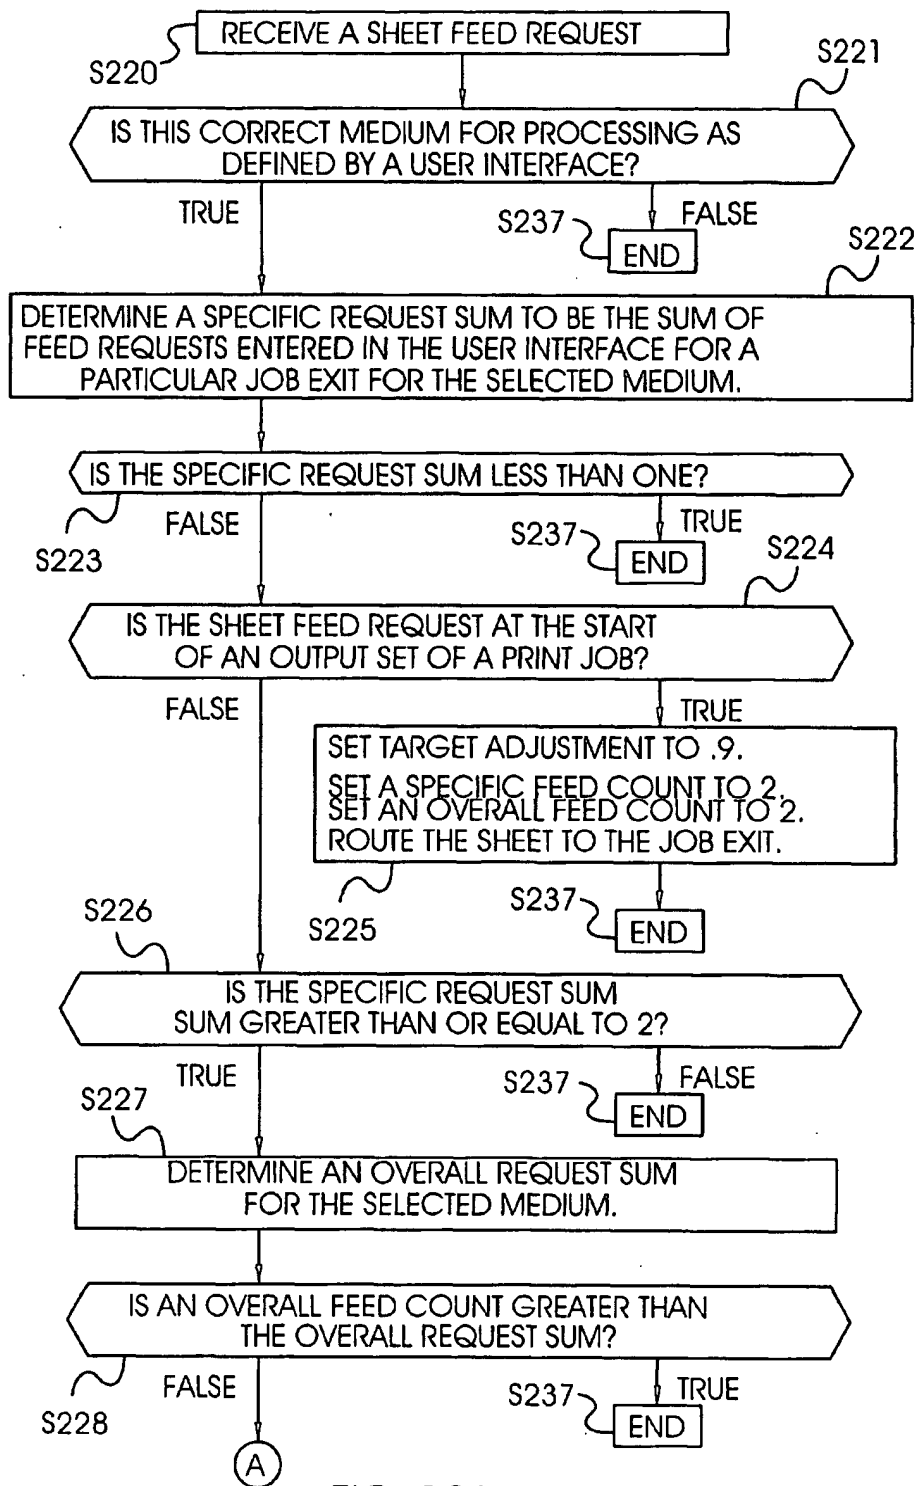 RECEIVE A SHEET FEED REQUEST
S220
S221
IS THIS CORRECT MEDIUM FOR PROCESSING AS
DEFINED BY A USER INTERFACE?
TRUE
FALSE
S237
END
S222
DETERMINE A SPECIFIC REQUEST SUM TO BE THE SUM OF
FEED REQUESTS ENTERED IN THE USER INTERFACE FOR A
PARTICULAR JOB EXIT FOR THE SELECTED MEDIUM.
IS THE SPECIFIC REQUEST SUM LESS THAN ONE?
S223
FALSE
TRUE
S237
END
S224
IS THE SHEET FEED REQUEST AT THE START
OF AN OUTPUT SET OF A PRINT JOB?
FALSE
TRUE
SET TARGET ADJUSTMENT TO .9.
SET A SPECIFIC FEED COUNT TO 2.
SET AN OVERALL FEED COUNT TO 2.
ROUTE THE SHEET TO THE JOB EXIT.
S225
S237
END
S226
IS THE SPECIFIC REQUEST SUM
SUM GREATER THAN OR EQUAL TO 2?
TRUE
FALSE
S237
END
S227
DETERMINE AN OVERALL REQUEST SUM
FOR THE SELECTED MEDIUM.
IS AN OVERALL FEED COUNT GREATER THAN
THE OVERALL REQUEST SUM?
S228
FALSE
TRUE
S237
END
A